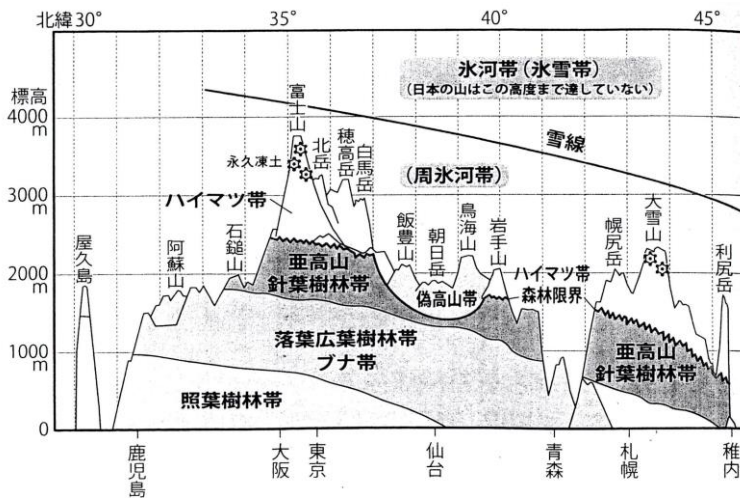 北緯30° 35° 40° 45°
氷河帯(氷雪帯)
(日本の山はこの高度まで達していない)
標高
4000
m
雪線
富士山
北岳
穂高岳
白馬岳
永久凍土
(周氷河帯)
3000
m
ハイマツ帯
屋久島
阿蘇山
石鎚山
飯豊山
朝日岳
鳥海山
岩手山
幌尻岳
大雪山
利尻岳
ハイマツ帯
森林限界
2000
m
亜高山
針葉樹林帯
偽高山帯
落葉広葉樹林帯
ブナ帯
亜高山
針葉樹林帯
1000
m
照葉樹林帯
0
鹿児島
大阪
東京
仙台
青森
札幌
稚内